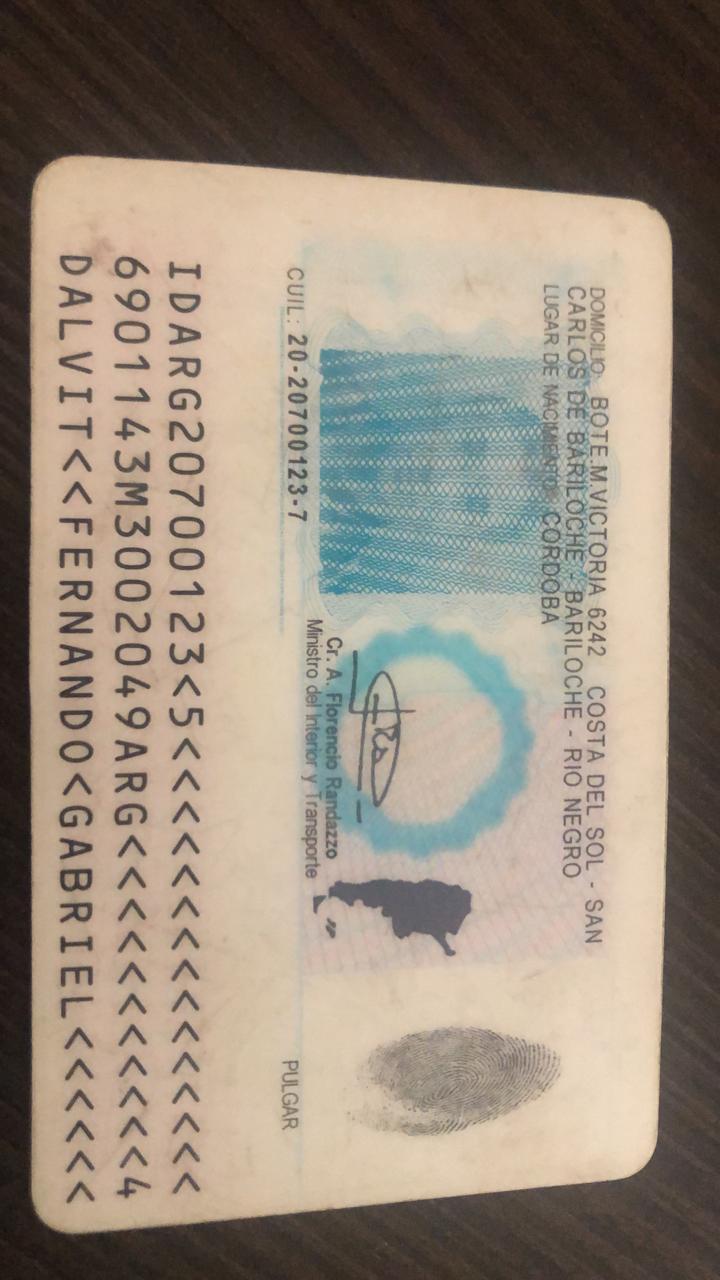 DOMICILIO: BOTE.M.VICTORIA 6242 COSTA DEL SOL - SAN
CARLOS DE BARILOCHE - BARILOCHE - RIO NEGRO
LUGAR DE NACIMIENTO: CORDOBA
Cr. A. Florencio Randazzo
Ministro del Interior y Transporte
CUIL: 20-20700123-7
PULGAR
IDARG20700123<5<<<<<<<<<<<<<<<
6901143M3002049ARG<<<<<<<<<<<4
DALVIT<<FERNANDO<GABRIEL<<<<<<